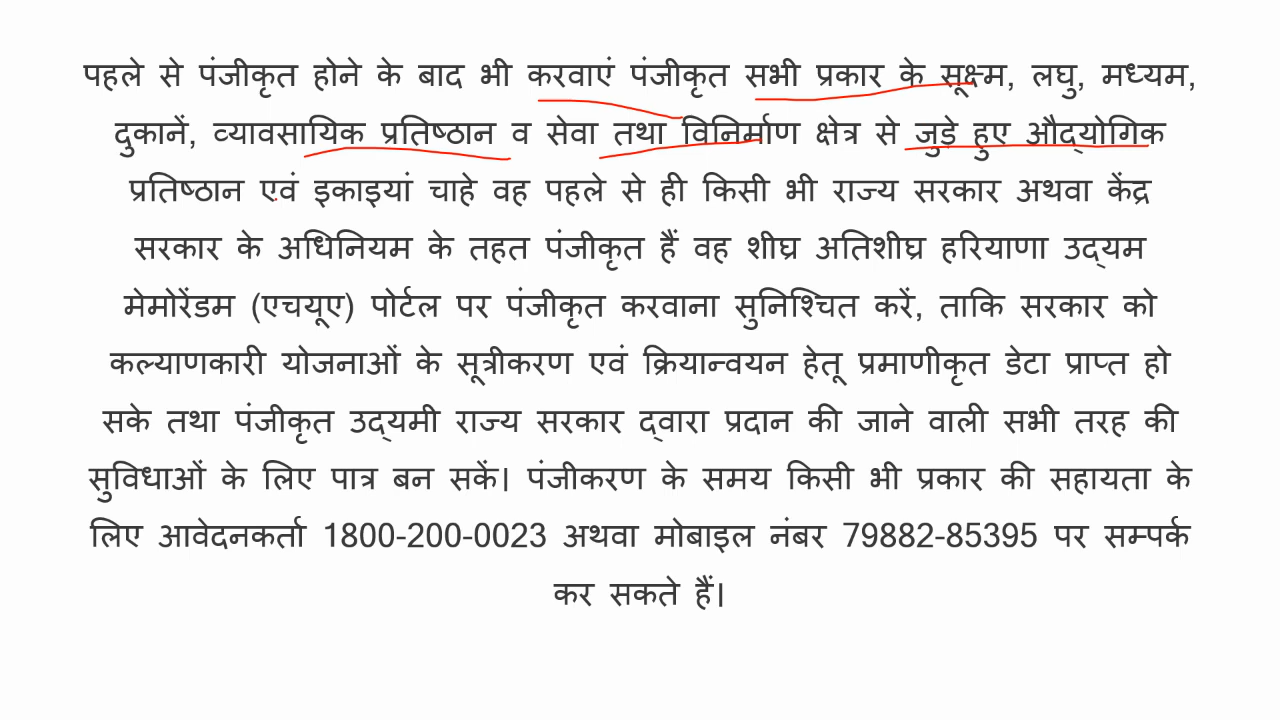 पहले से पंजीकृत होने के बाद भी करवाएं पंजीकृत सभी प्रकार के सूक्ष्म, लघु, मध्यम,
दुकानें, व्यावसायिक प्रतिष्ठान व सेवा तथा विनिर्माण क्षेत्र से जुड़े हुए औद्योगिक
प्रतिष्ठान एवं इकाइयां चाहे वह पहले से ही किसी भी राज्य सरकार अथवा केंद्र
सरकार के अधिनियम के तहत पंजीकृत हैं वह शीघ्र अतिशीघ्र हरियाणा उद्यम
मेमोरेंडम (एचयूए) पोर्टल पर पंजीकृत करवाना सुनिश्चित करें, ताकि सरकार को
कल्याणकारी योजनाओं के सूत्रीकरण एवं क्रियान्वयन हेतू प्रमाणीकृत डेटा प्राप्त हो
सके तथा पंजीकृत उद्यमी राज्य सरकार द्वारा प्रदान की जाने वाली सभी तरह की
सुविधाओं के लिए पात्र बन सकें। पंजीकरण के समय किसी भी प्रकार की सहायता के
लिए आवेदनकर्ता 1800-200-0023 अथवा मोबाइल नंबर 79882-85395 पर सम्पर्क
कर सकते हैं।